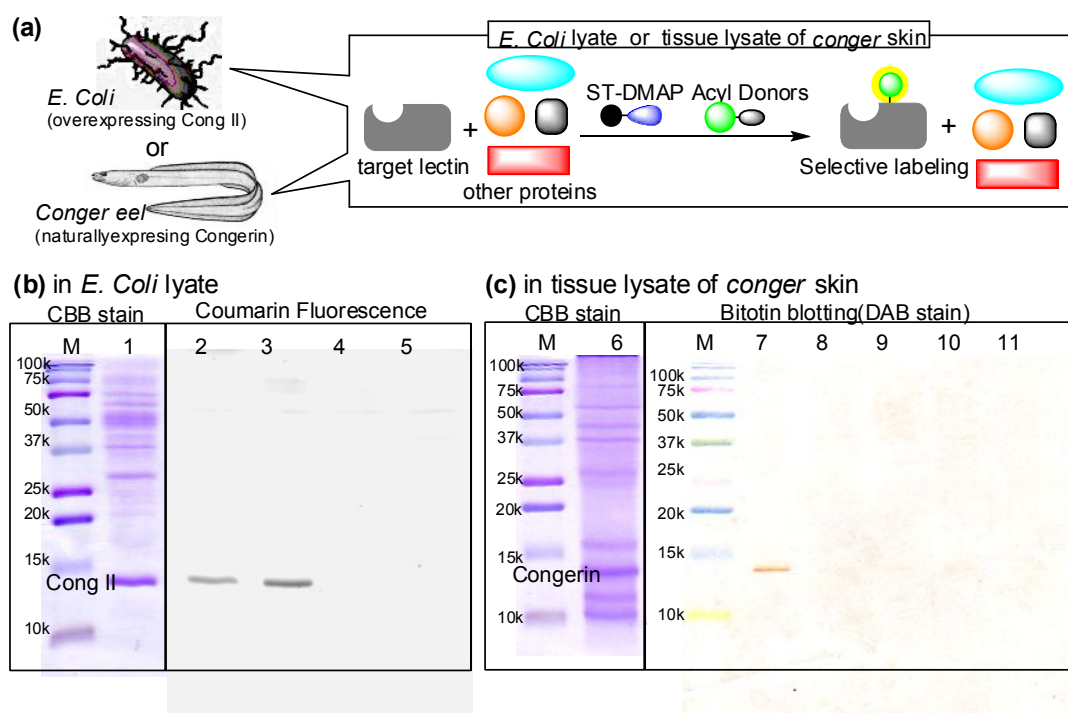 (a)
E. Coli lyate or tissue lysate of conger skin
E. Coli
(overexpressing Cong II)
or
Conger eel
(naturallyexpresing Congerin)
target lectin
+
other proteins
ST-DMAP Acyl Donors
Selective labeling
+
(b) in E. Coli lyate
CBB stain
Coumarin Fluorescence
M 1 2 3 4 5
100k
75k
50k
37k
25k
20k
15k
Cong II
10k
(c) in tissue lysate of conger skin
CBB stain
Bitotin blotting(DAB stain)
M 6 M 7 8 9 10 11
100k
75k
50k
37k
25k
20k
15k
Congerin
10k
100k
75k
50k
37k
25k
20k
15k
10k